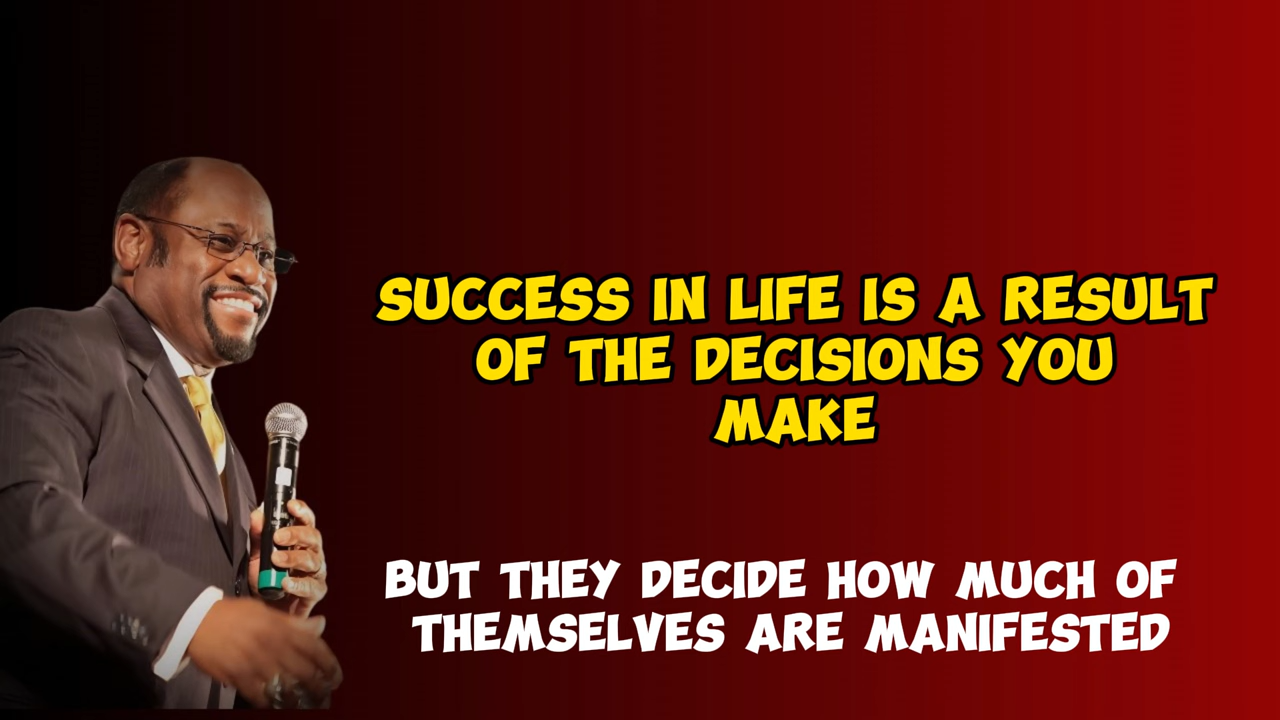 SUCCESS IN LIFE IS A RESULT
OF THE DECISIONS YOU
MAKE
BUT THEY DECIDE HOW MUCH OF
THEMSELVES ARE MANIFESTED